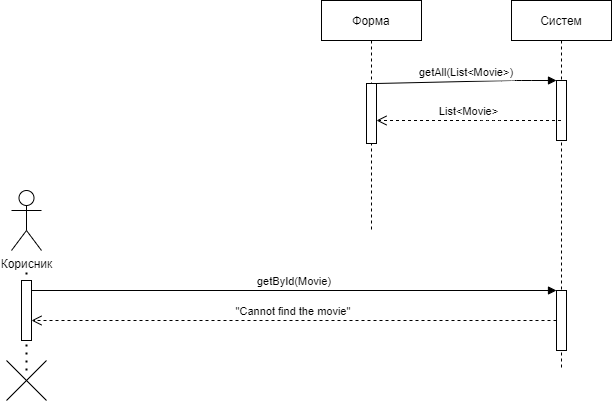 Форма
Систем
getAll(List<Movie>)
List<Movie>
Корисник
getById(Movie)
"Cannot find the movie"